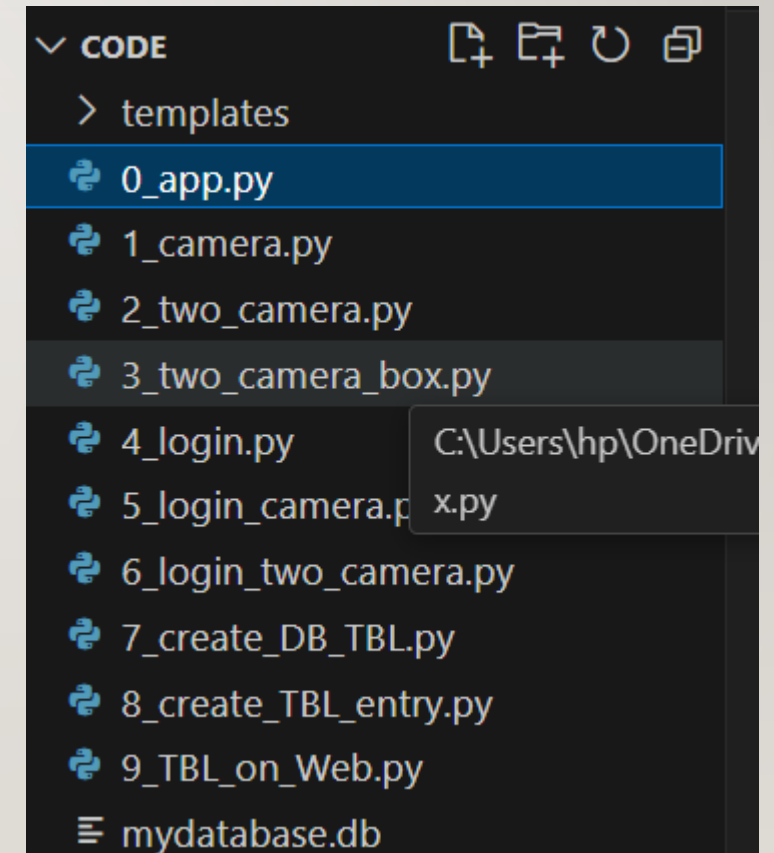 CODE
templates
0_app.py
1_camera.py
2_two_camera.py
3_two_camera_box.py
4_login.py
C:\Users\hp\OneDriv
5_login_camera.p
x.py
6_login_two_camera.py
7_create_DB_TBL.py
8_create_TBL_entry.py
9_TBL_on_Web.py
mydatabase.db